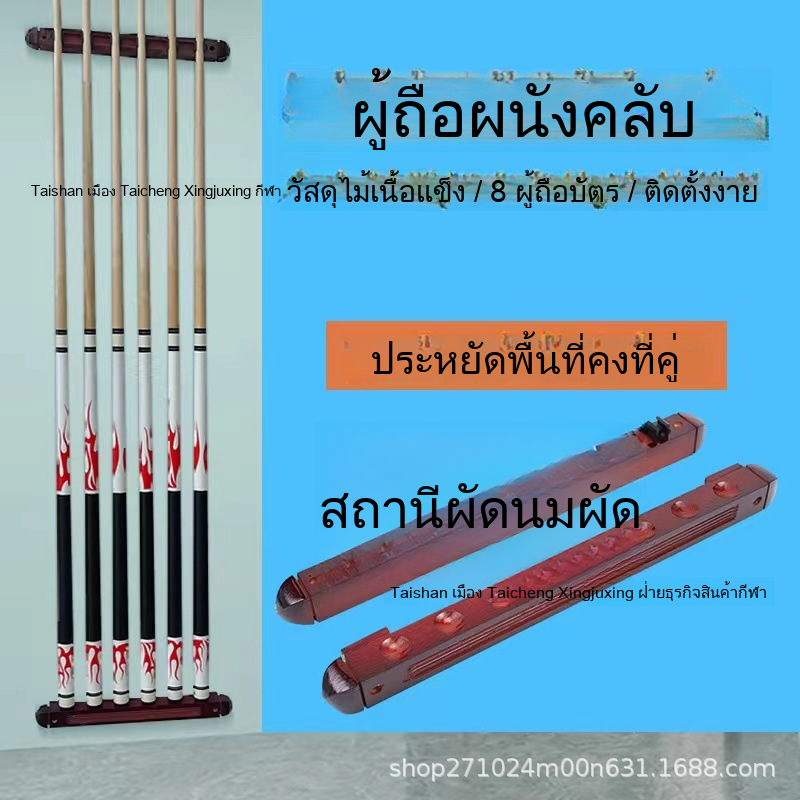 ผู้ถือผนังคลับ
Taishan เมือง Taicheng Xingjuxing กีฬา
วัสดุไม้เนื้อแข็ง / 8 ผู้ถือบัตร / ติดตั้งง่าย
ประหยัดพื้นที่คงที่คู่
สถานีผัดนมผัด
Taishan เมือง Taicheng Xingjuxing ฝ่ายธุรกิจสินค้ากีฬา
shop271024m00n631.1688.com